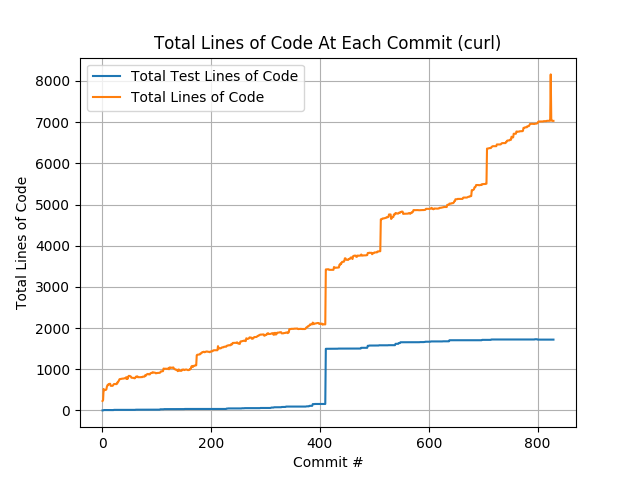 Total Lines of Code At Each Commit (curl)
Total Test Lines of Code
Total Lines of Code
8000
7000
6000
5000
4000
3000
2000
1000
0
Total Lines of Code
0 200 400 600 800
Commit #